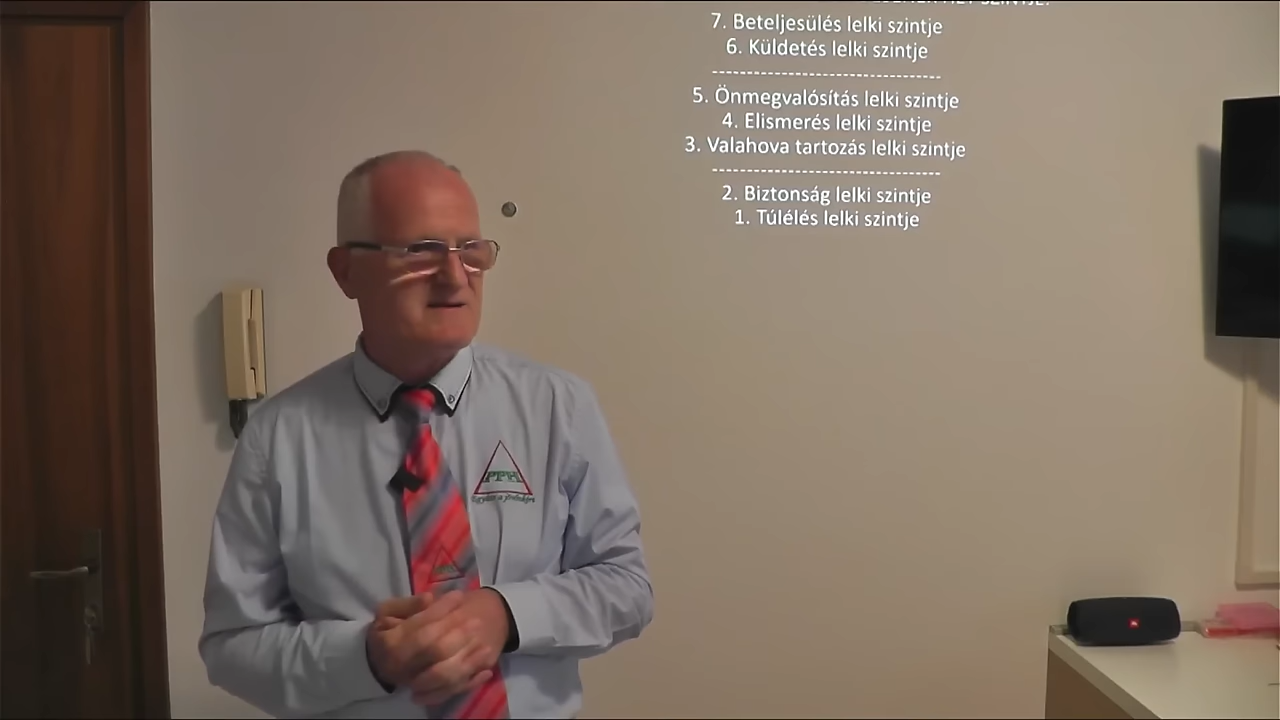 7. Beteljesülés lelki szintje
6. Küldetés lelki szintje
---------------------------------
5. Önmegvalósítás lelki szintje
4. Elismerés lelki szintje
3. Valahova tartozás lelki szintje
---------------------------------
2. Biztonság lelki szintje
1. Túlélés lelki szintje
PPH
JBL